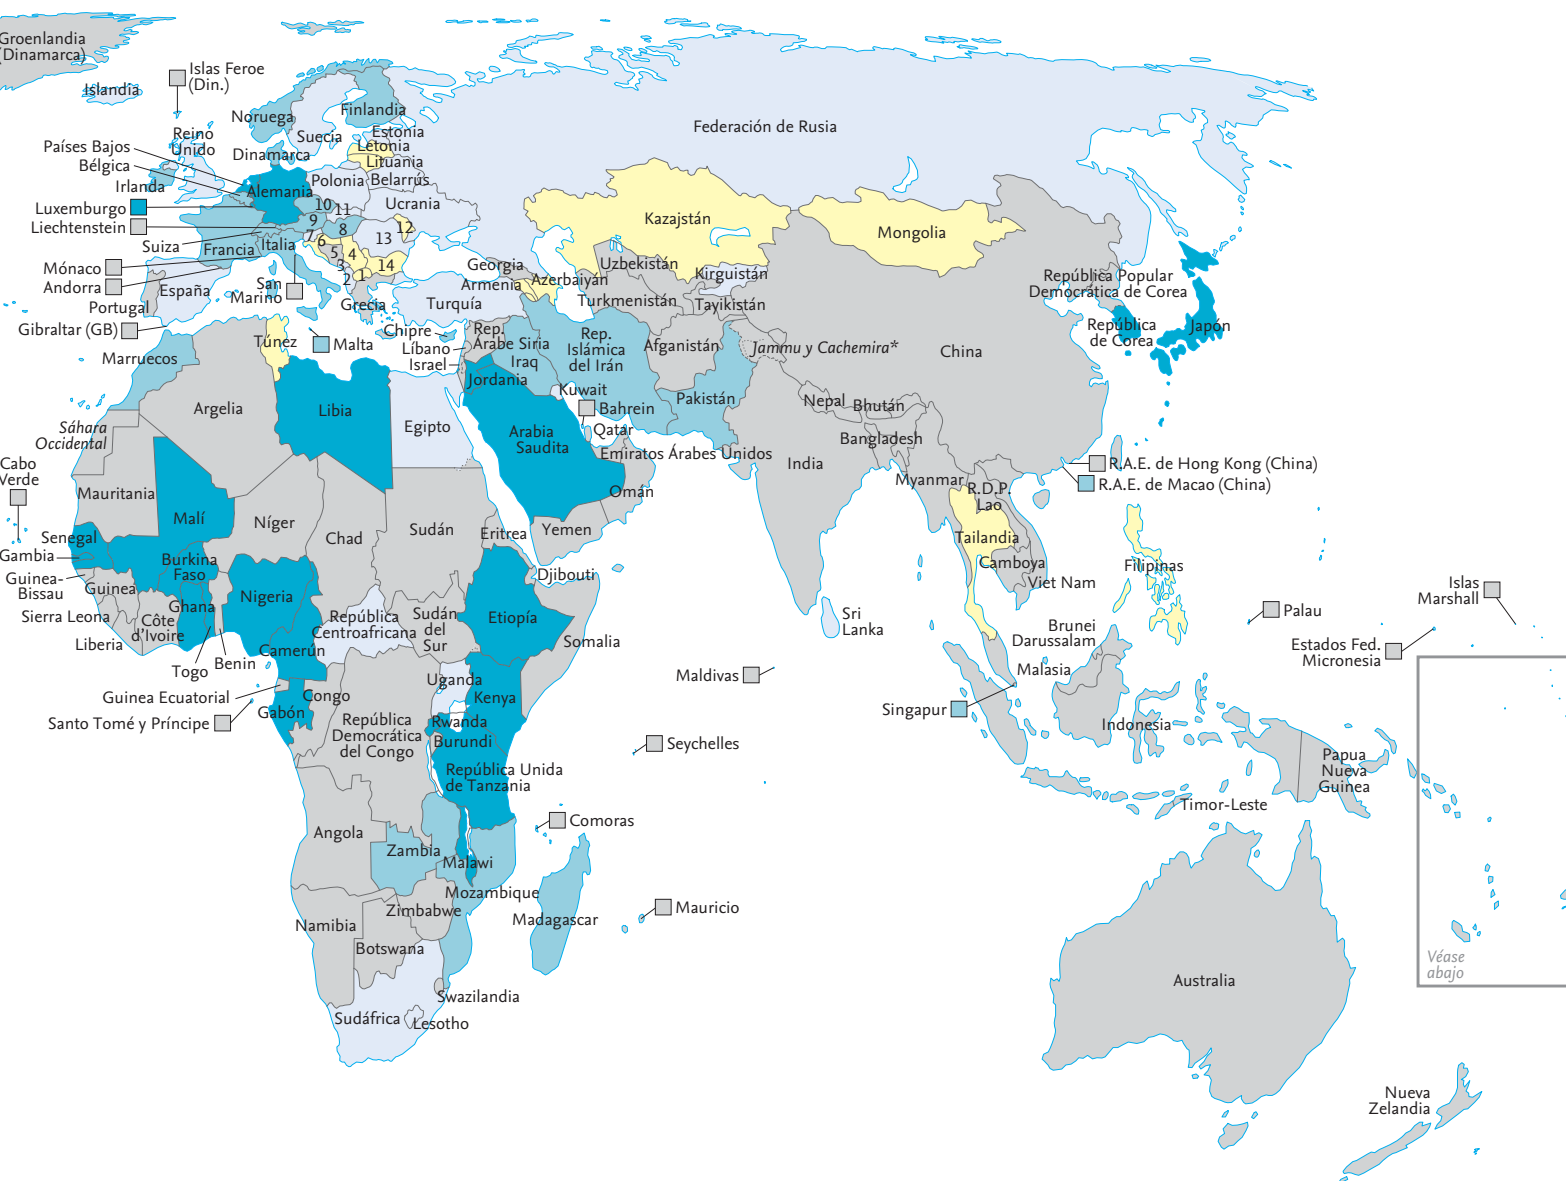 Groenlandia
(Dinamarca)
Islandia
Islas Feroe
(Din.)
Noruega
Finlandia
Suecia
Estonia
Letonia
Lituania
Reino
Unido
Dinamarca
Países Bajos
Bélgica
Irlanda
Alemania
Polonia
Belarrús
Luxemburgo
Liechtenstein
Ucrania
10
11
9
8
7
6
5
4
3
2
1
12
13
14
Suiza
Francia
Italia
Mónaco
Andorra
España
Portugal
San
Marino
Grecia
Gibraltar (GB)
Georgia
Armenia
Azerbaiyán
Turquía
Federación de Rusia
Kazajstán
Mongolia
Uzbekistán
Kirguistán
Turkmenistán
Tayikistán
República Popular
Democrática de Corea
República
de Corea
Japón
Marruecos
Túnez
Malta
Chipre
Líbano
Israel
Rep.
Árabe Siria
Iraq
Jordania
Rep.
Islámica
del Irán
Afganistán
Jammu y Cachemira*
China
Pakistán
Kuwait
Bahrein
Qatar
Emiratos Árabes Unidos
Nepal
Bhután
Bangladesh
India
Argelia
Libia
Egipto
Arabia
Saudita
Omán
Yemen
Sáhara
Occidental
Cabo
Verde
Mauritania
Malí
Níger
Chad
Sudán
Eritrea
Djibouti
Myanmar
R.D.P.
Lao
R.A.E. de Hong Kong (China)
R.A.E. de Macao (China)
Tailandia
Camboya
Viet Nam
Filipinas
Senegal
Gambia
Guinea-
Bissau
Guinea
Sierra Leona
Liberia
Côte
d'Ivoire
Burkina
Faso
Ghana
Togo
Benin
Nigeria
Camerún
República
Centroafricana
Sudán
del
Sur
Etiopía
Somalia
Sri
Lanka
Maldivas
Brunei
Darussalam
Malasia
Singapur
Indonesia
Palau
Islas
Marshall
Estados Fed.
Micronesia
Guinea Ecuatorial
Santo Tomé y Príncipe
Gabón
Congo
República
Democrática
del Congo
Uganda
Kenya
Rwanda
Burundi
República Unida
de Tanzania
Seychelles
Comoras
Papua
Nueva
Guinea
Timor-Leste
Angola
Zambia
Malawi
Mozambique
Zimbabwe
Madagascar
Mauricio
Namibia
Botswana
Swazilandia
Sudáfrica
Lesotho
Australia
Véase
abajo
Nueva
Zelandia